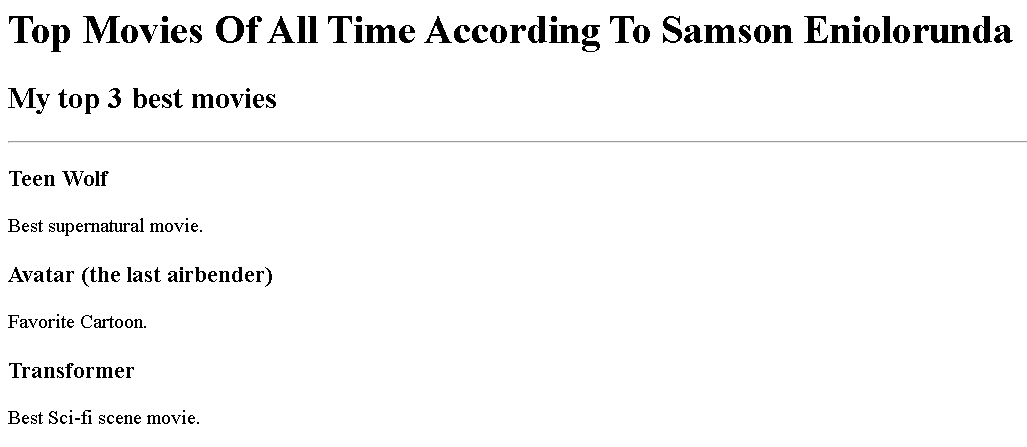 Top Movies Of All Time According To Samson Eniolorunda
My top 3 best movies
Teen Wolf
Best supernatural movie.
Avatar (the last airbender)
Favorite Cartoon.
Transformer
Best Sci-fi scene movie.